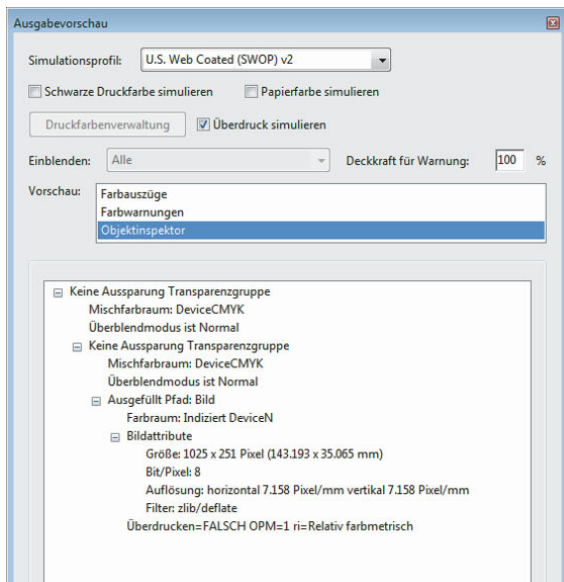 Ausgabevorschau
Simulationsprofil: U.S. Web Coated (SWOP) v2
Schwarze Druckfarbe simulieren Papierfarbe simulieren
Druckfarbenverwaltung Überdruck simulieren
Einblenden: Alle Deckkraft für Warnung: 100 %
Vorschau: Farbauszüge
Farbwarnungen
Objektinspektor
Keine Aussparung Transparenzgruppe
Mischfarbraum: DeviceCMYK
Überblendmodus ist Normal
Keine Aussparung Transparenzgruppe
Mischfarbraum: DeviceCMYK
Überblendmodus ist Normal
Ausgefüllt Pfad: Bild
Farbraum: Indiziert DeviceN
Bildattribute
Größe: 1025 x 251 Pixel (143.193 x 35.065 mm)
Bit/Pixel: 8
Auflösung: horizontal 7.158 Pixel/mm vertikal 7.158 Pixel/mm
Filter: zlib/deflate
Überdrucken=FALSCH OPM=1 ri=Relativ farbmetrisch